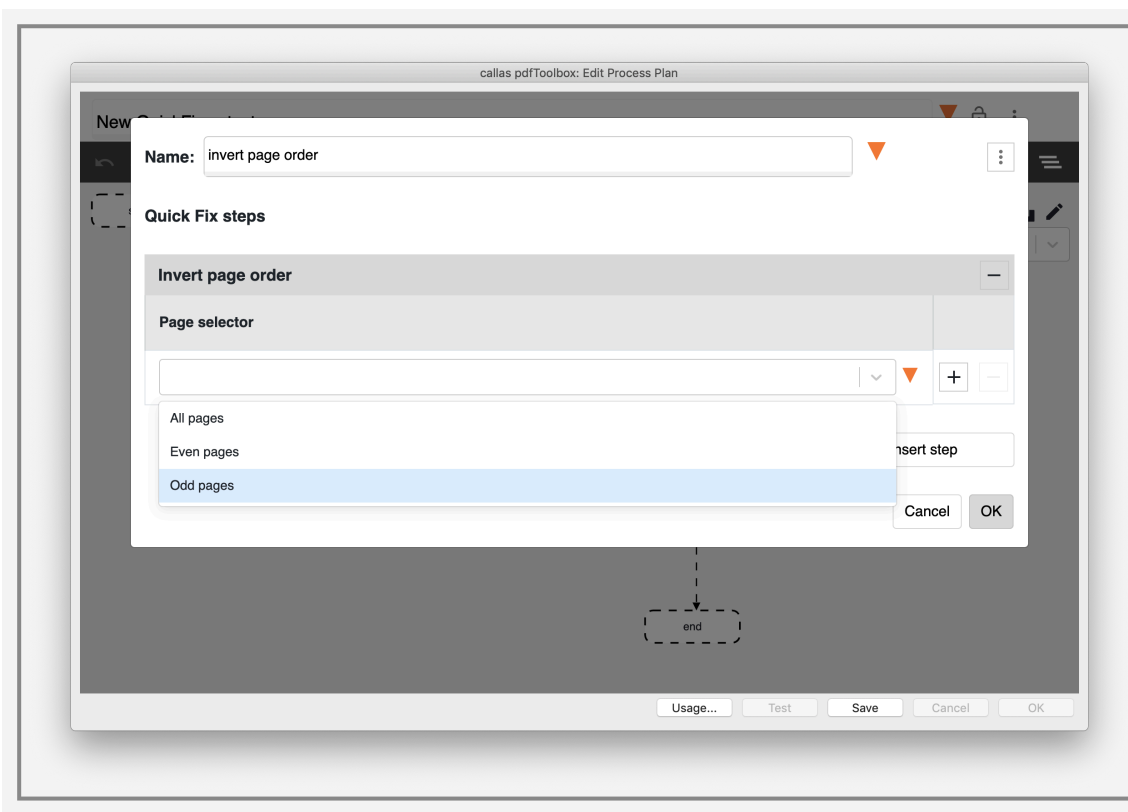 callas pdfToolbox: Edit Process Plan
New
Name: invert page order
Quick Fix steps
Invert page order
Page selector
All pages
Even pages
Odd pages
nsert step
Cancel OK
end
Usage... Test Save Cancel OK